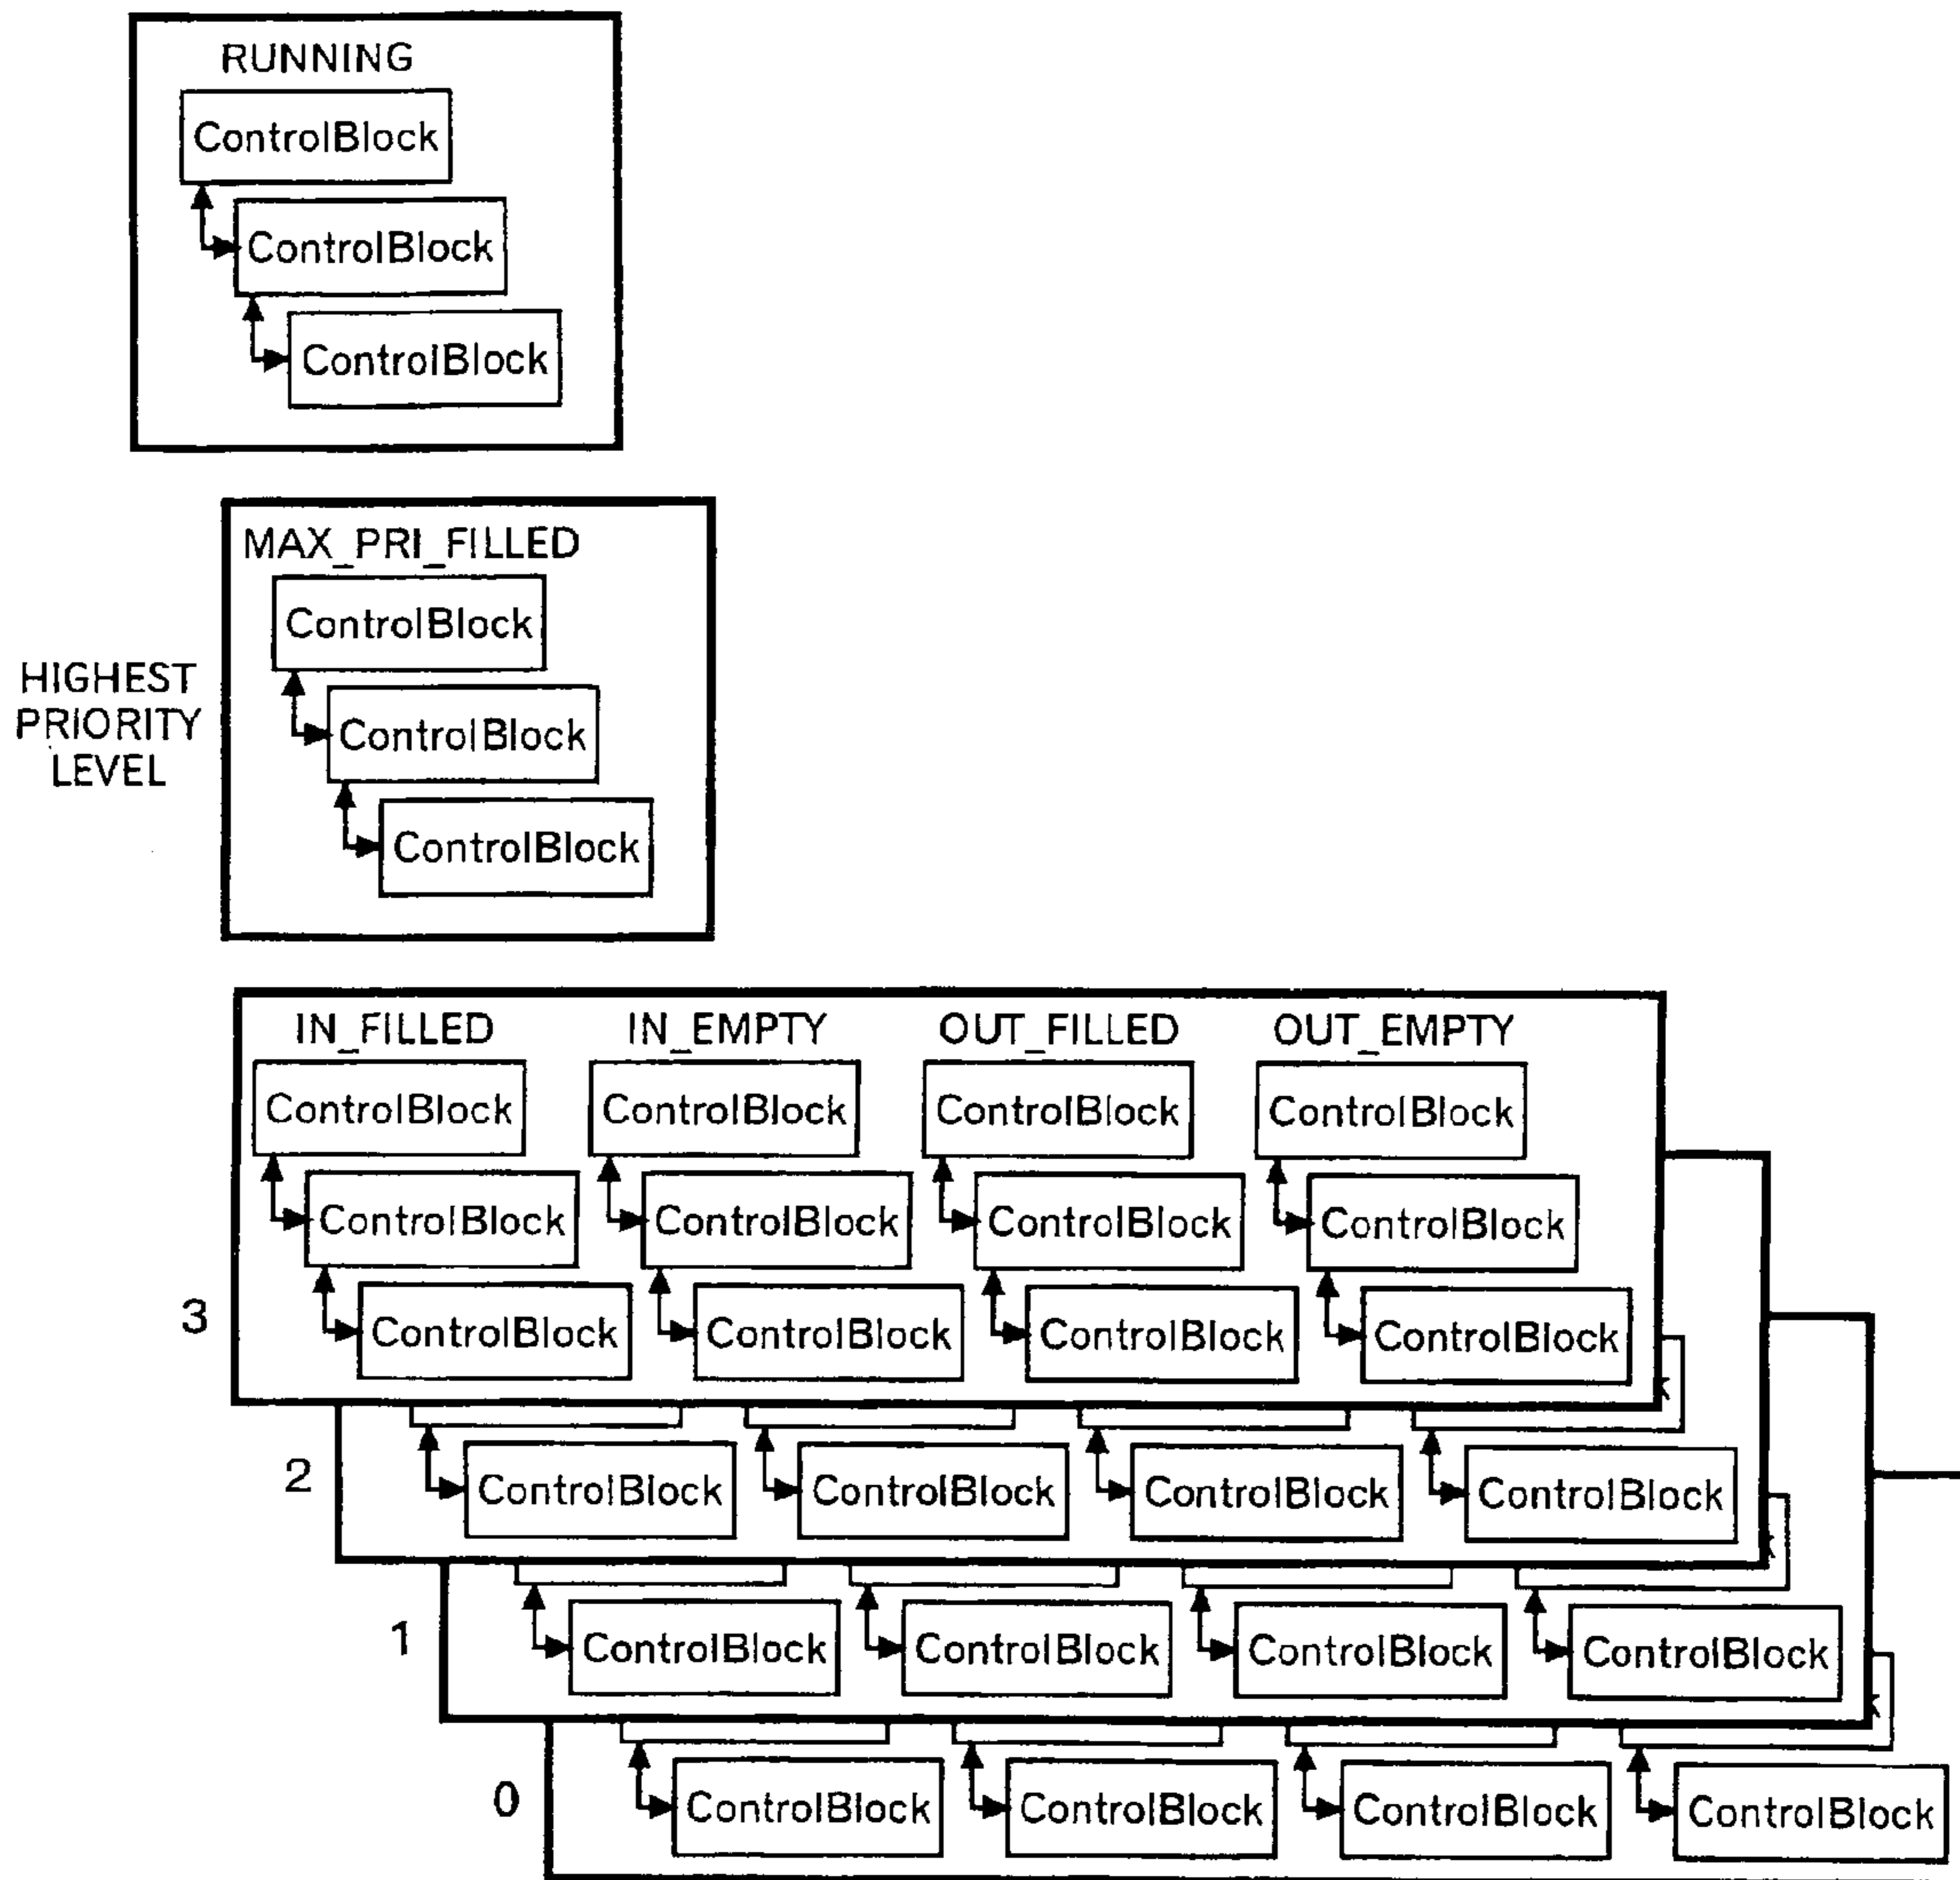 RUNNING
ControlBlock
ControlBlock
ControlBlock
MAX_PRI_FILLED
ControlBlock
HIGHEST
PRIORITY
LEVEL
ControlBlock
ControlBlock
IN_FILLED IN_EMPTY OUT_FILLED OUT_EMPTY
ControlBlock ControlBlock ControlBlock ControlBlock
ControlBlock ControlBlock ControlBlock ControlBlock
3 ControlBlock ControlBlock ControlBlock ControlBlock
2 ControlBlock ControlBlock ControlBlock ControlBlock
1 ControlBlock ControlBlock ControlBlock ControlBlock
0 ControlBlock ControlBlock ControlBlock ControlBlock